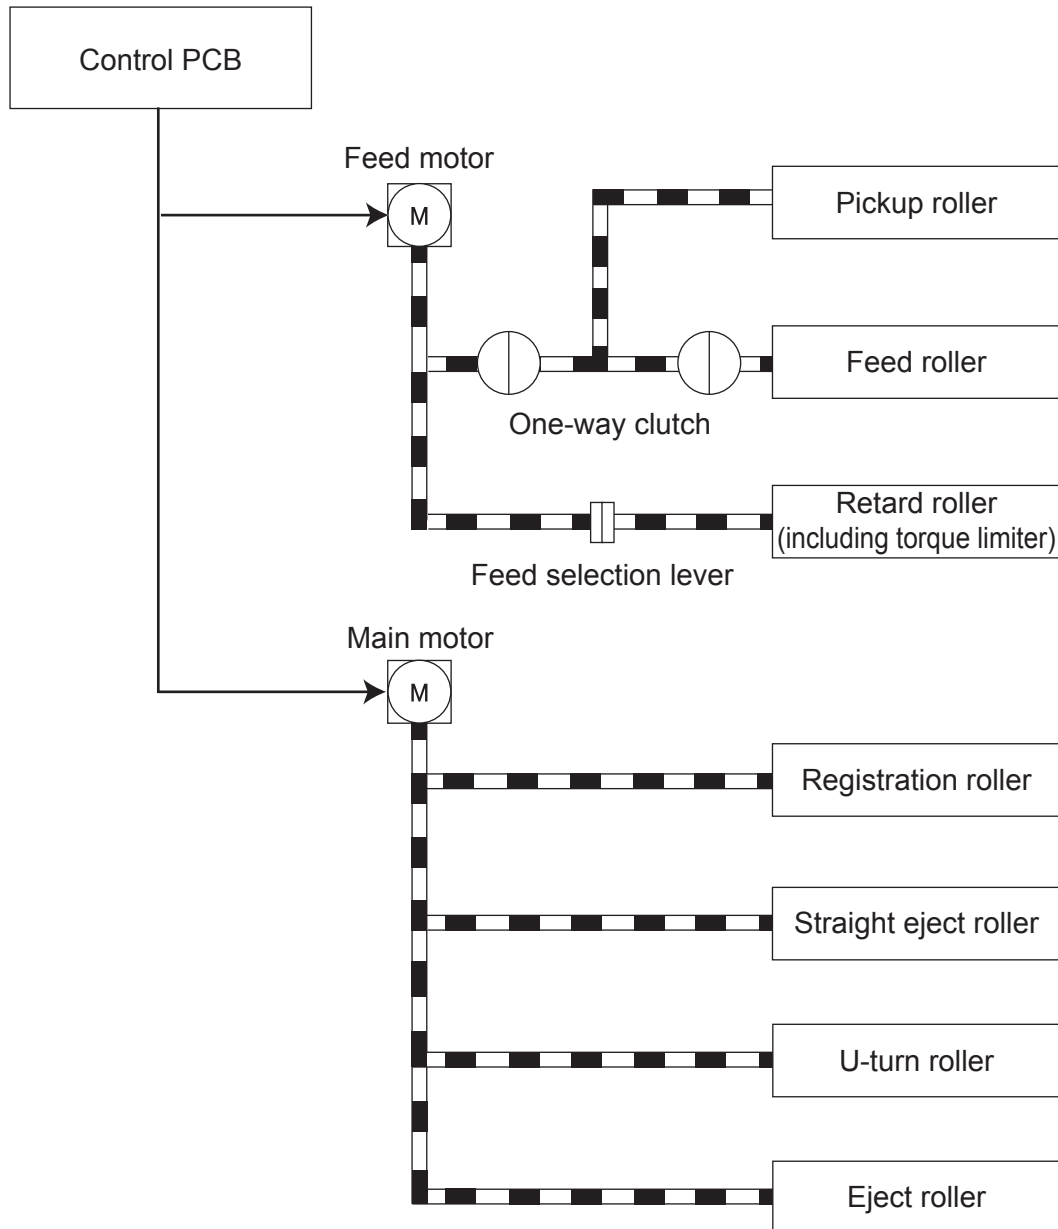 Control PCB
Feed motor
M
Pickup roller
Feed roller
One-way clutch
Retard roller
(including torque limiter)
Feed selection lever
Main motor
M
Registration roller
Straight eject roller
U-turn roller
Eject roller